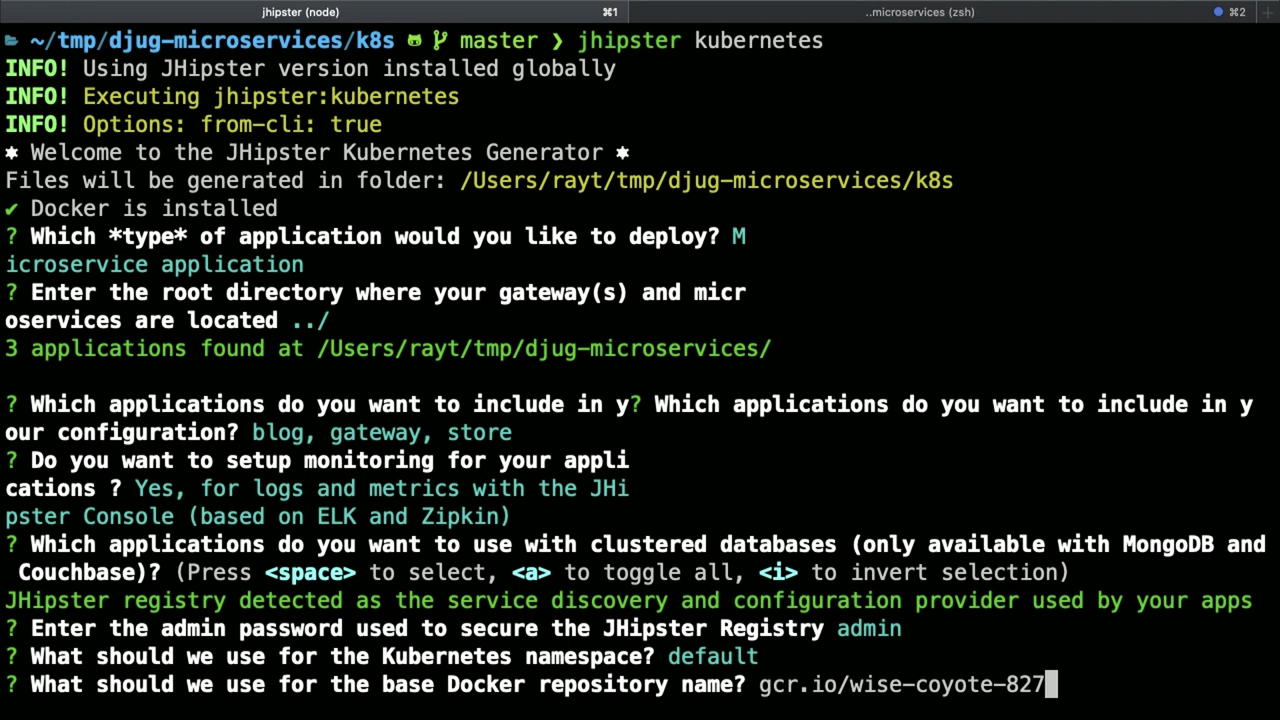 jhipster (node) ⌘1 ..microservices (zsh) ⌘2
~/tmp/djug-microservices/k8s master ❯ jhipster kubernetes
INFO! Using JHipster version installed globally
INFO! Executing jhipster:kubernetes
INFO! Options: from-cli: true
✱ Welcome to the JHipster Kubernetes Generator ✱
Files will be generated in folder: /Users/rayt/tmp/djug-microservices/k8s
✔ Docker is installed
? Which *type* of application would you like to deploy? M
icroservice application
? Enter the root directory where your gateway(s) and micr
oservices are located ../
3 applications found at /Users/rayt/tmp/djug-microservices/
? Which applications do you want to include in y? Which applications do you want to include in y
our configuration? blog, gateway, store
? Do you want to setup monitoring for your appli
cations ? Yes, for logs and metrics with the JHi
pster Console (based on ELK and Zipkin)
? Which applications do you want to use with clustered databases (only available with MongoDB and
Couchbase)? (Press <space> to select, <a> to toggle all, <i> to invert selection)
JHipster registry detected as the service discovery and configuration provider used by your apps
? Enter the admin password used to secure the JHipster Registry admin
? What should we use for the Kubernetes namespace? default
? What should we use for the base Docker repository name? gcr.io/wise-coyote-827